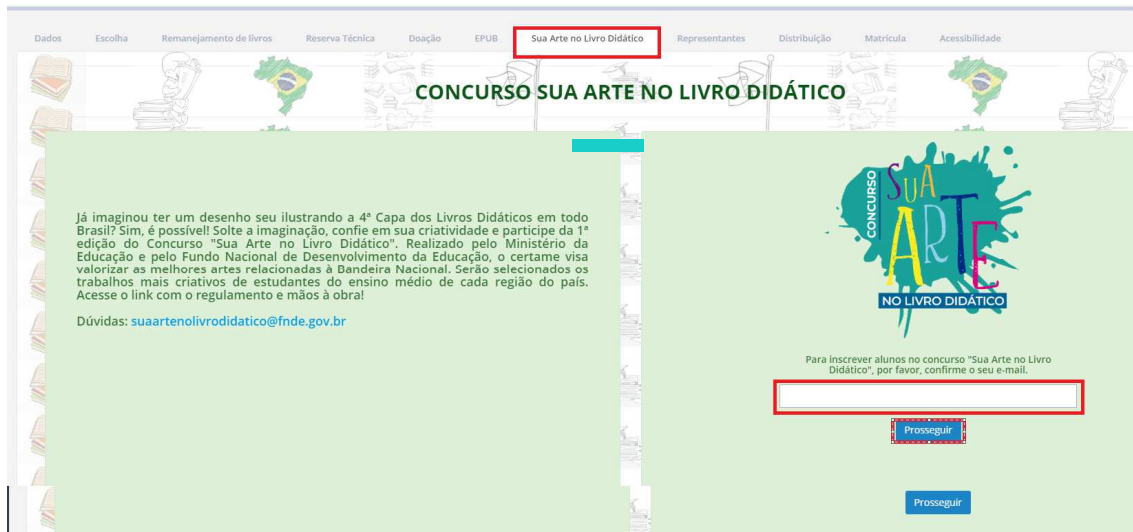 Dados Escolha Remanejamento de livros Reserva Técnica Doação EPUB Sua Arte no Livro Didático Representantes Distribuição Matrícula Acessibilidade
CONCURSO SUA ARTE NO LIVRO DIDÁTICO
Já imaginou ter um desenho seu ilustrando a 4ª Capa dos Livros Didáticos em todo
Brasil? Sim, é possível! Solte a imaginação, confie em sua criatividade e participe da 1ª
edição do Concurso "Sua Arte no Livro Didático". Realizado pelo Ministério da
Educação e pelo Fundo Nacional de Desenvolvimento da Educação, o certame visa
valorizar as melhores artes relacionadas à Bandeira Nacional. Serão selecionados os
trabalhos mais criativos de estudantes do ensino médio de cada região do país.
Acesse o link com o regulamento e mãos à obra!
Dúvidas: suaartenolivrodidatico@fnde.gov.br
CONCURSO
SUA
ARTE
NO LIVRO DIDÁTICO
Para inscrever alunos no concurso "Sua Arte no Livro
Didático", por favor, confirme o seu e-mail.
Prosseguir
Prosseguir